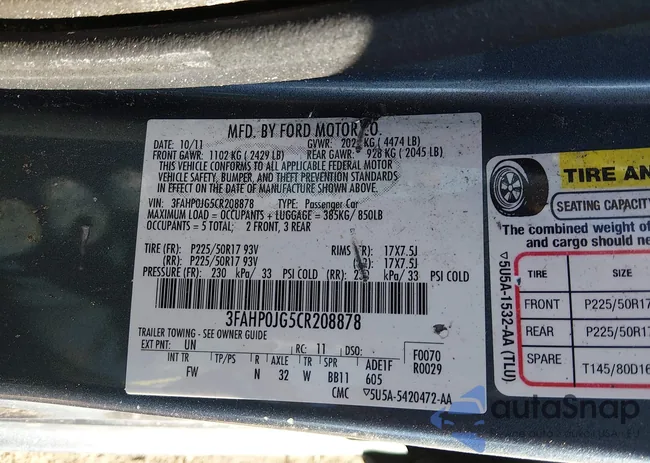 MFD. BY FORD MOTOR CO.
DATE: 10/11 GVWR: 202 KG ( 4474 LB)
FRONT GAWR: 1102 KG ( 2429 LB) REAR GAWR: 928 KG ( 2045 LB)
THIS VEHICLE CONFORMS TO ALL APPLICABLE FEDERAL MOTOR
VEHICLE SAFETY, BUMPER, AND THEFT PREVENTION STANDARDS
IN EFFECT ON THE DATE OF MANUFACTURE SHOWN ABOVE.
VIN: 3FAHP0JG5CR208878 TYPE: Passenger Car
MAXIMUM LOAD = OCCUPANTS + LUGGAGE = 385KG/850LB
OCCUPANTS = 5 TOTAL: 2 FRONT, 3 REAR
TIRE (FR): P225/50R17 93V RIMS (FR): 17X7.5J
(RR): P225/50R17 93V 17X7.5J
PRESSURE (FR): 230 kPa/ 33 PSI COLD (RR): kPa/ 33 PSI COLD
3FAHP0JG5CR208878
TRAILER TOWING - SEE OWNER GUIDE
EXT PNT: UN RC: 11 DSO: F0070
INT TR TP/PS R AXLE TR SPR ADE1F R0029
FW N 32 W BB11 605
CMC ▽5U5A-5420472-AA
TIRE AN
SEATING CAPACITY
The combined weight of
and cargo should ne
▽5U5A-1532-AA (TLU)
TIRE SIZE
FRONT P225/50R17
REAR P225/50R17
SPARE T145/80D16
autoSnap